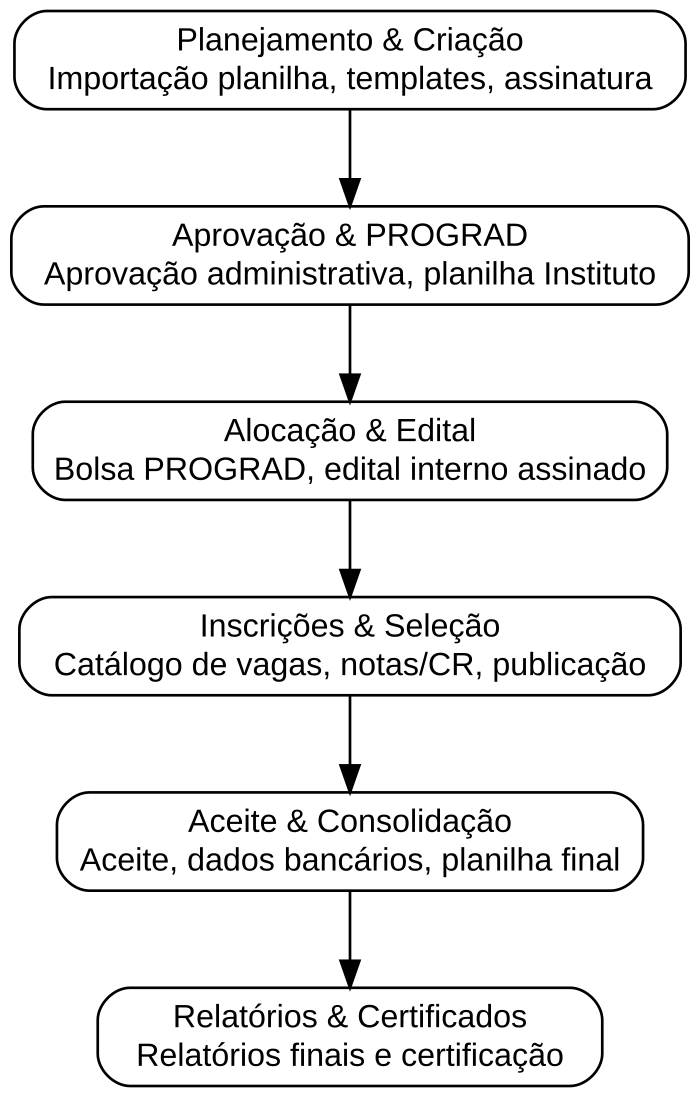 Planejamento & Criação
Importação planilha, templates, assinatura
Aprovação & PROGRAD
Aprovação administrativa, planilha Instituto
Alocação & Edital
Bolsa PROGRAD, edital interno assinado
Inscrições & Seleção
Catálogo de vagas, notas/CR, publicação
Aceite & Consolidação
Aceite, dados bancários, planilha final
Relatórios & Certificados
Relatórios finais e certificação